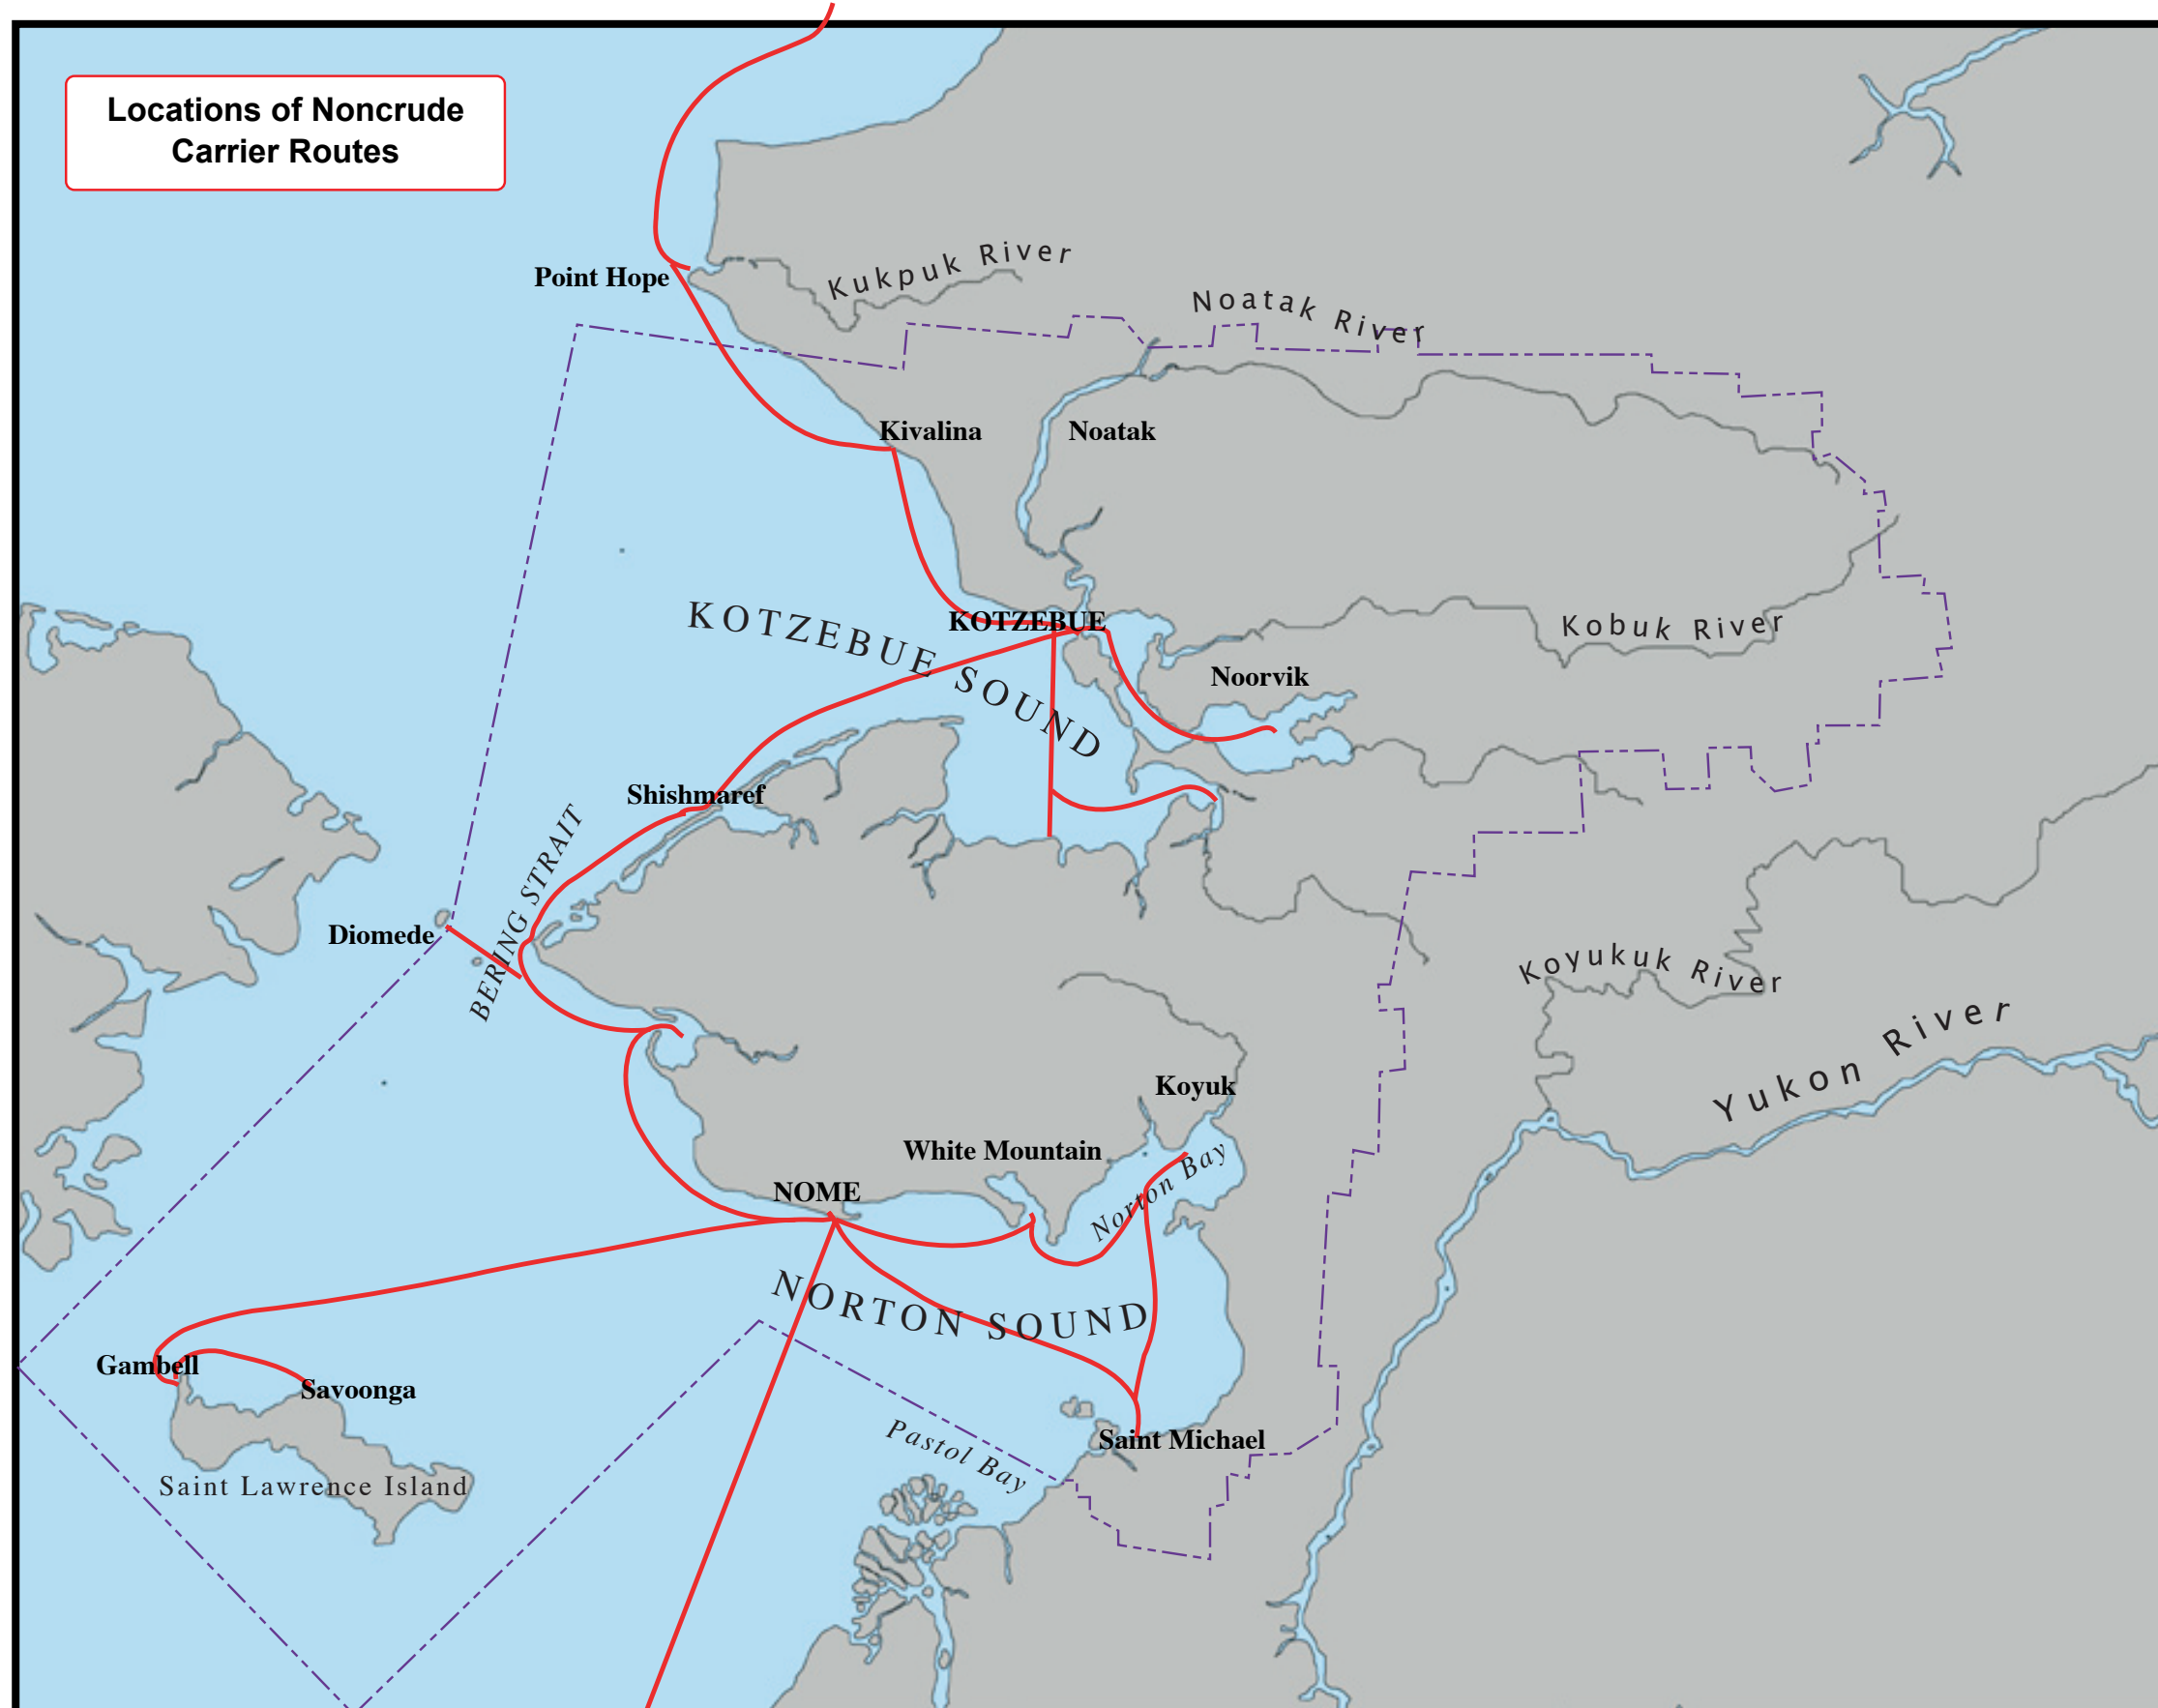 Locations of Noncrude
Carrier Routes
Kukpuk River
Point Hope
Noatak River
Kivalina
Noatak
KOTZEBUE SOUND
KOTZEBUE
Kobuk River
Noorvik
Shishmaref
BERING STRAIT
Diomede
Koyukuk River
Yukon River
Koyuk
White Mountain
Norton Bay
NOME
NORTON SOUND
Gambell
Savoonga
Pastol Bay
Saint Michael
Saint Lawrence Island